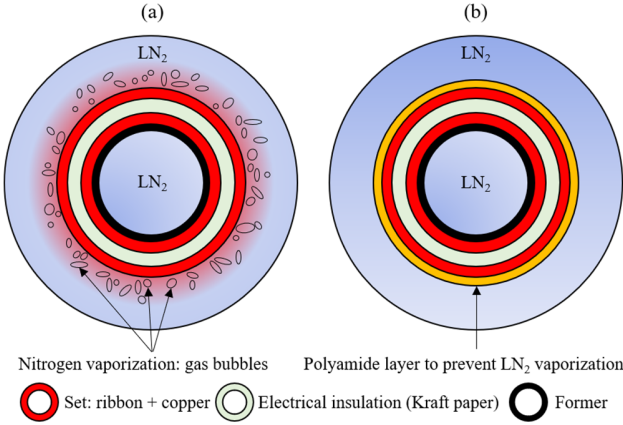 (a)
(b)
LN₂
LN₂
LN₂
LN₂
Nitrogen vaporization: gas bubbles
Polyamide layer to prevent LN₂ vaporization
Set: ribbon + copper
Electrical insulation (Kraft paper)
Former